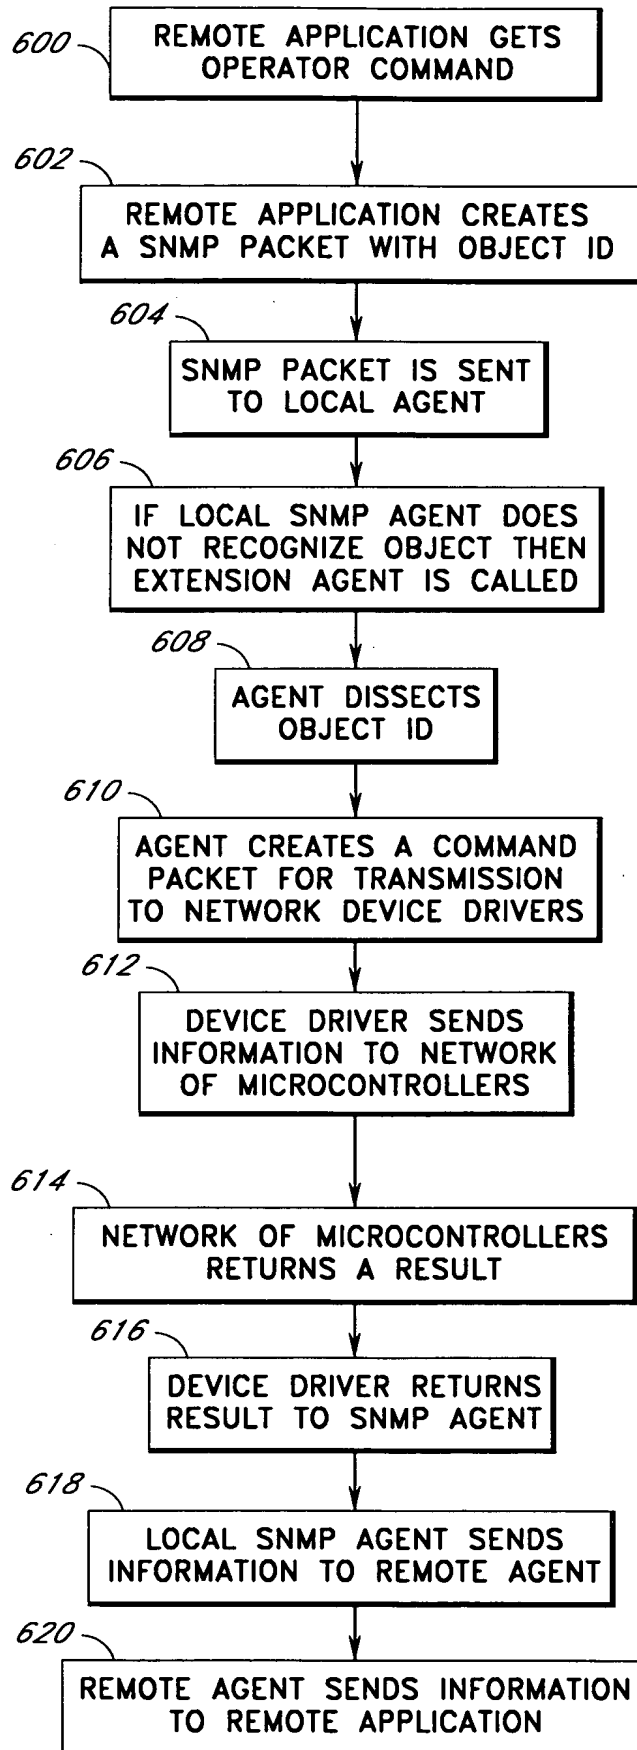 600
REMOTE APPLICATION GETS
OPERATOR COMMAND
602
REMOTE APPLICATION CREATES
A SNMP PACKET WITH OBJECT ID
604
SNMP PACKET IS SENT
TO LOCAL AGENT
606
IF LOCAL SNMP AGENT DOES
NOT RECOGNIZE OBJECT THEN
EXTENSION AGENT IS CALLED
608
AGENT DISSECTS
OBJECT ID
610
AGENT CREATES A COMMAND
PACKET FOR TRANSMISSION
TO NETWORK DEVICE DRIVERS
612
DEVICE DRIVER SENDS
INFORMATION TO NETWORK
OF MICROCONTROLLERS
614
NETWORK OF MICROCONTROLLERS
RETURNS A RESULT
616
DEVICE DRIVER RETURNS
RESULT TO SNMP AGENT
618
LOCAL SNMP AGENT SENDS
INFORMATION TO REMOTE AGENT
620
REMOTE AGENT SENDS INFORMATION
TO REMOTE APPLICATION